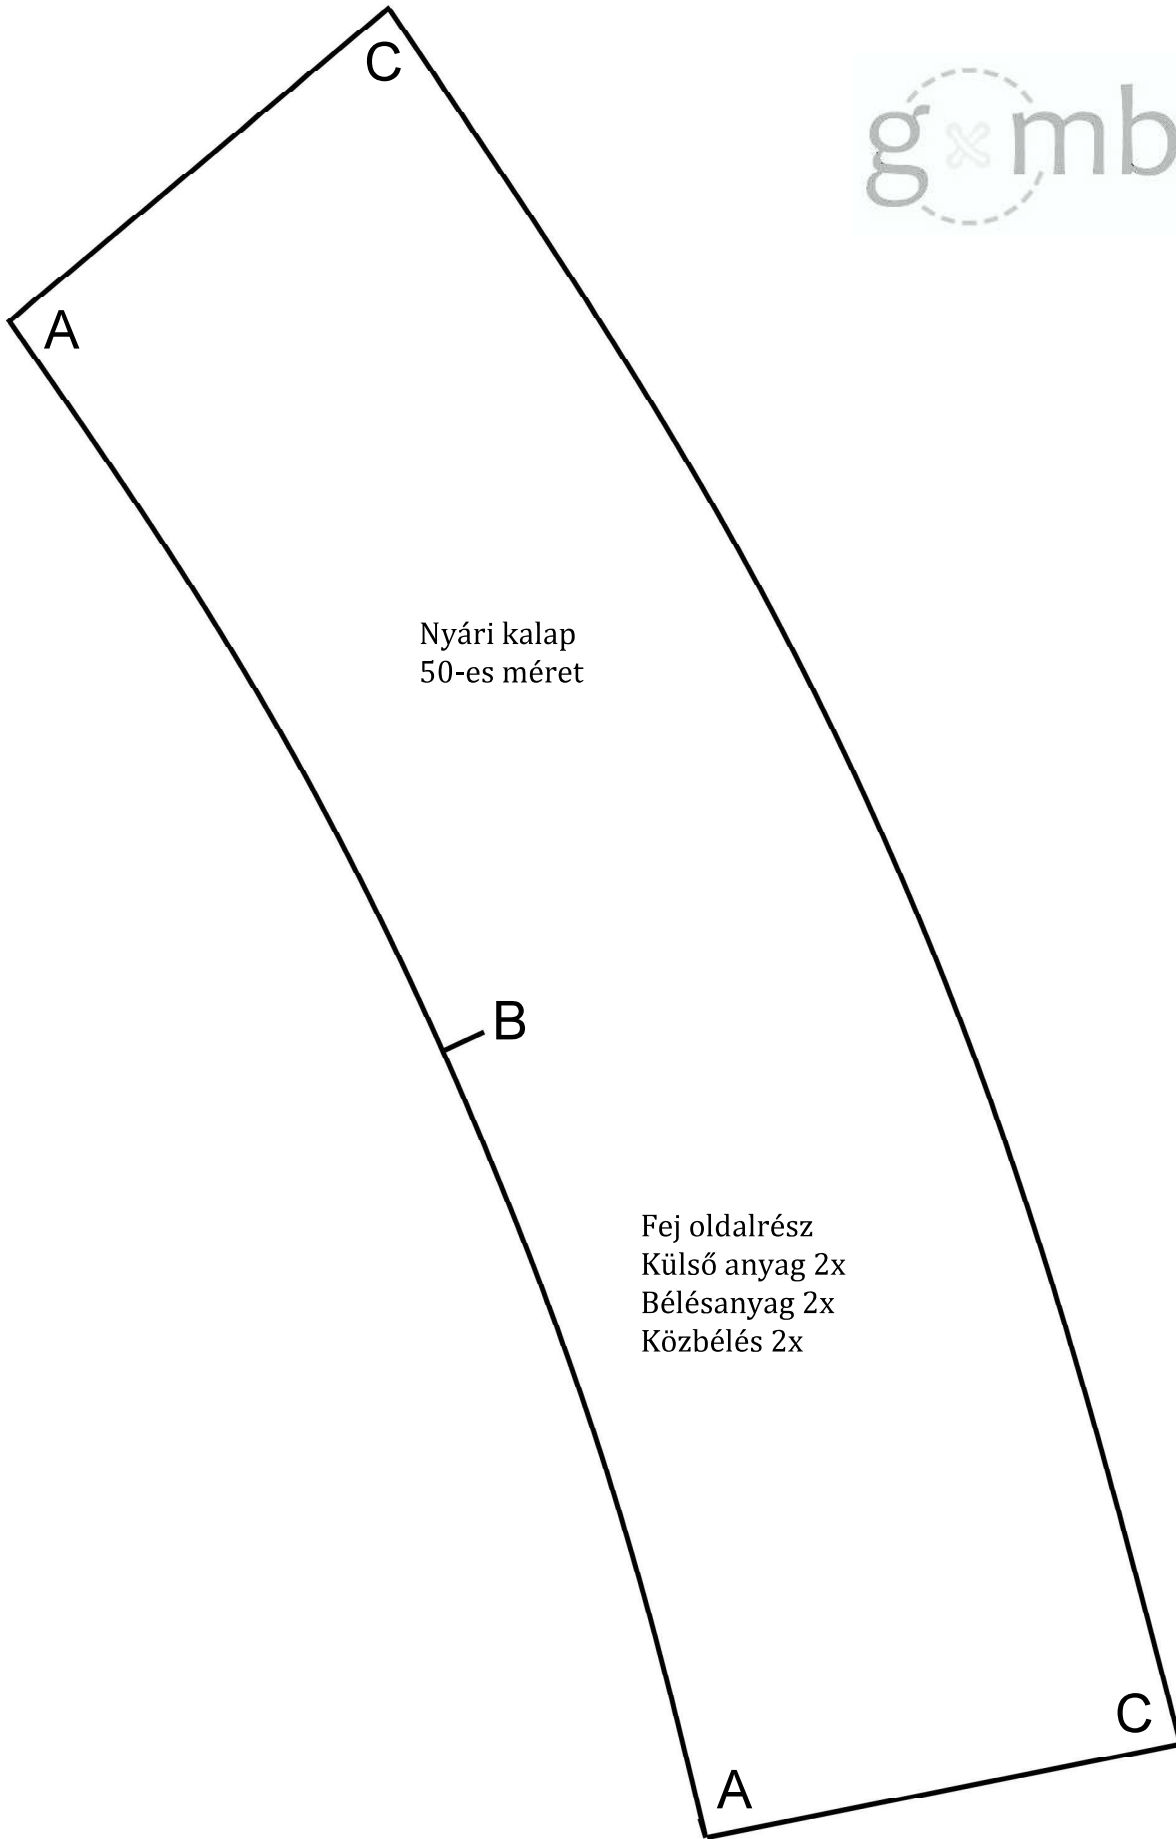 C
g mb
A
Nyári kalap
50-es méret
B
Fej oldalrész
Külső anyag 2x
Bélésanyag 2x
Közbélés 2x
C
A